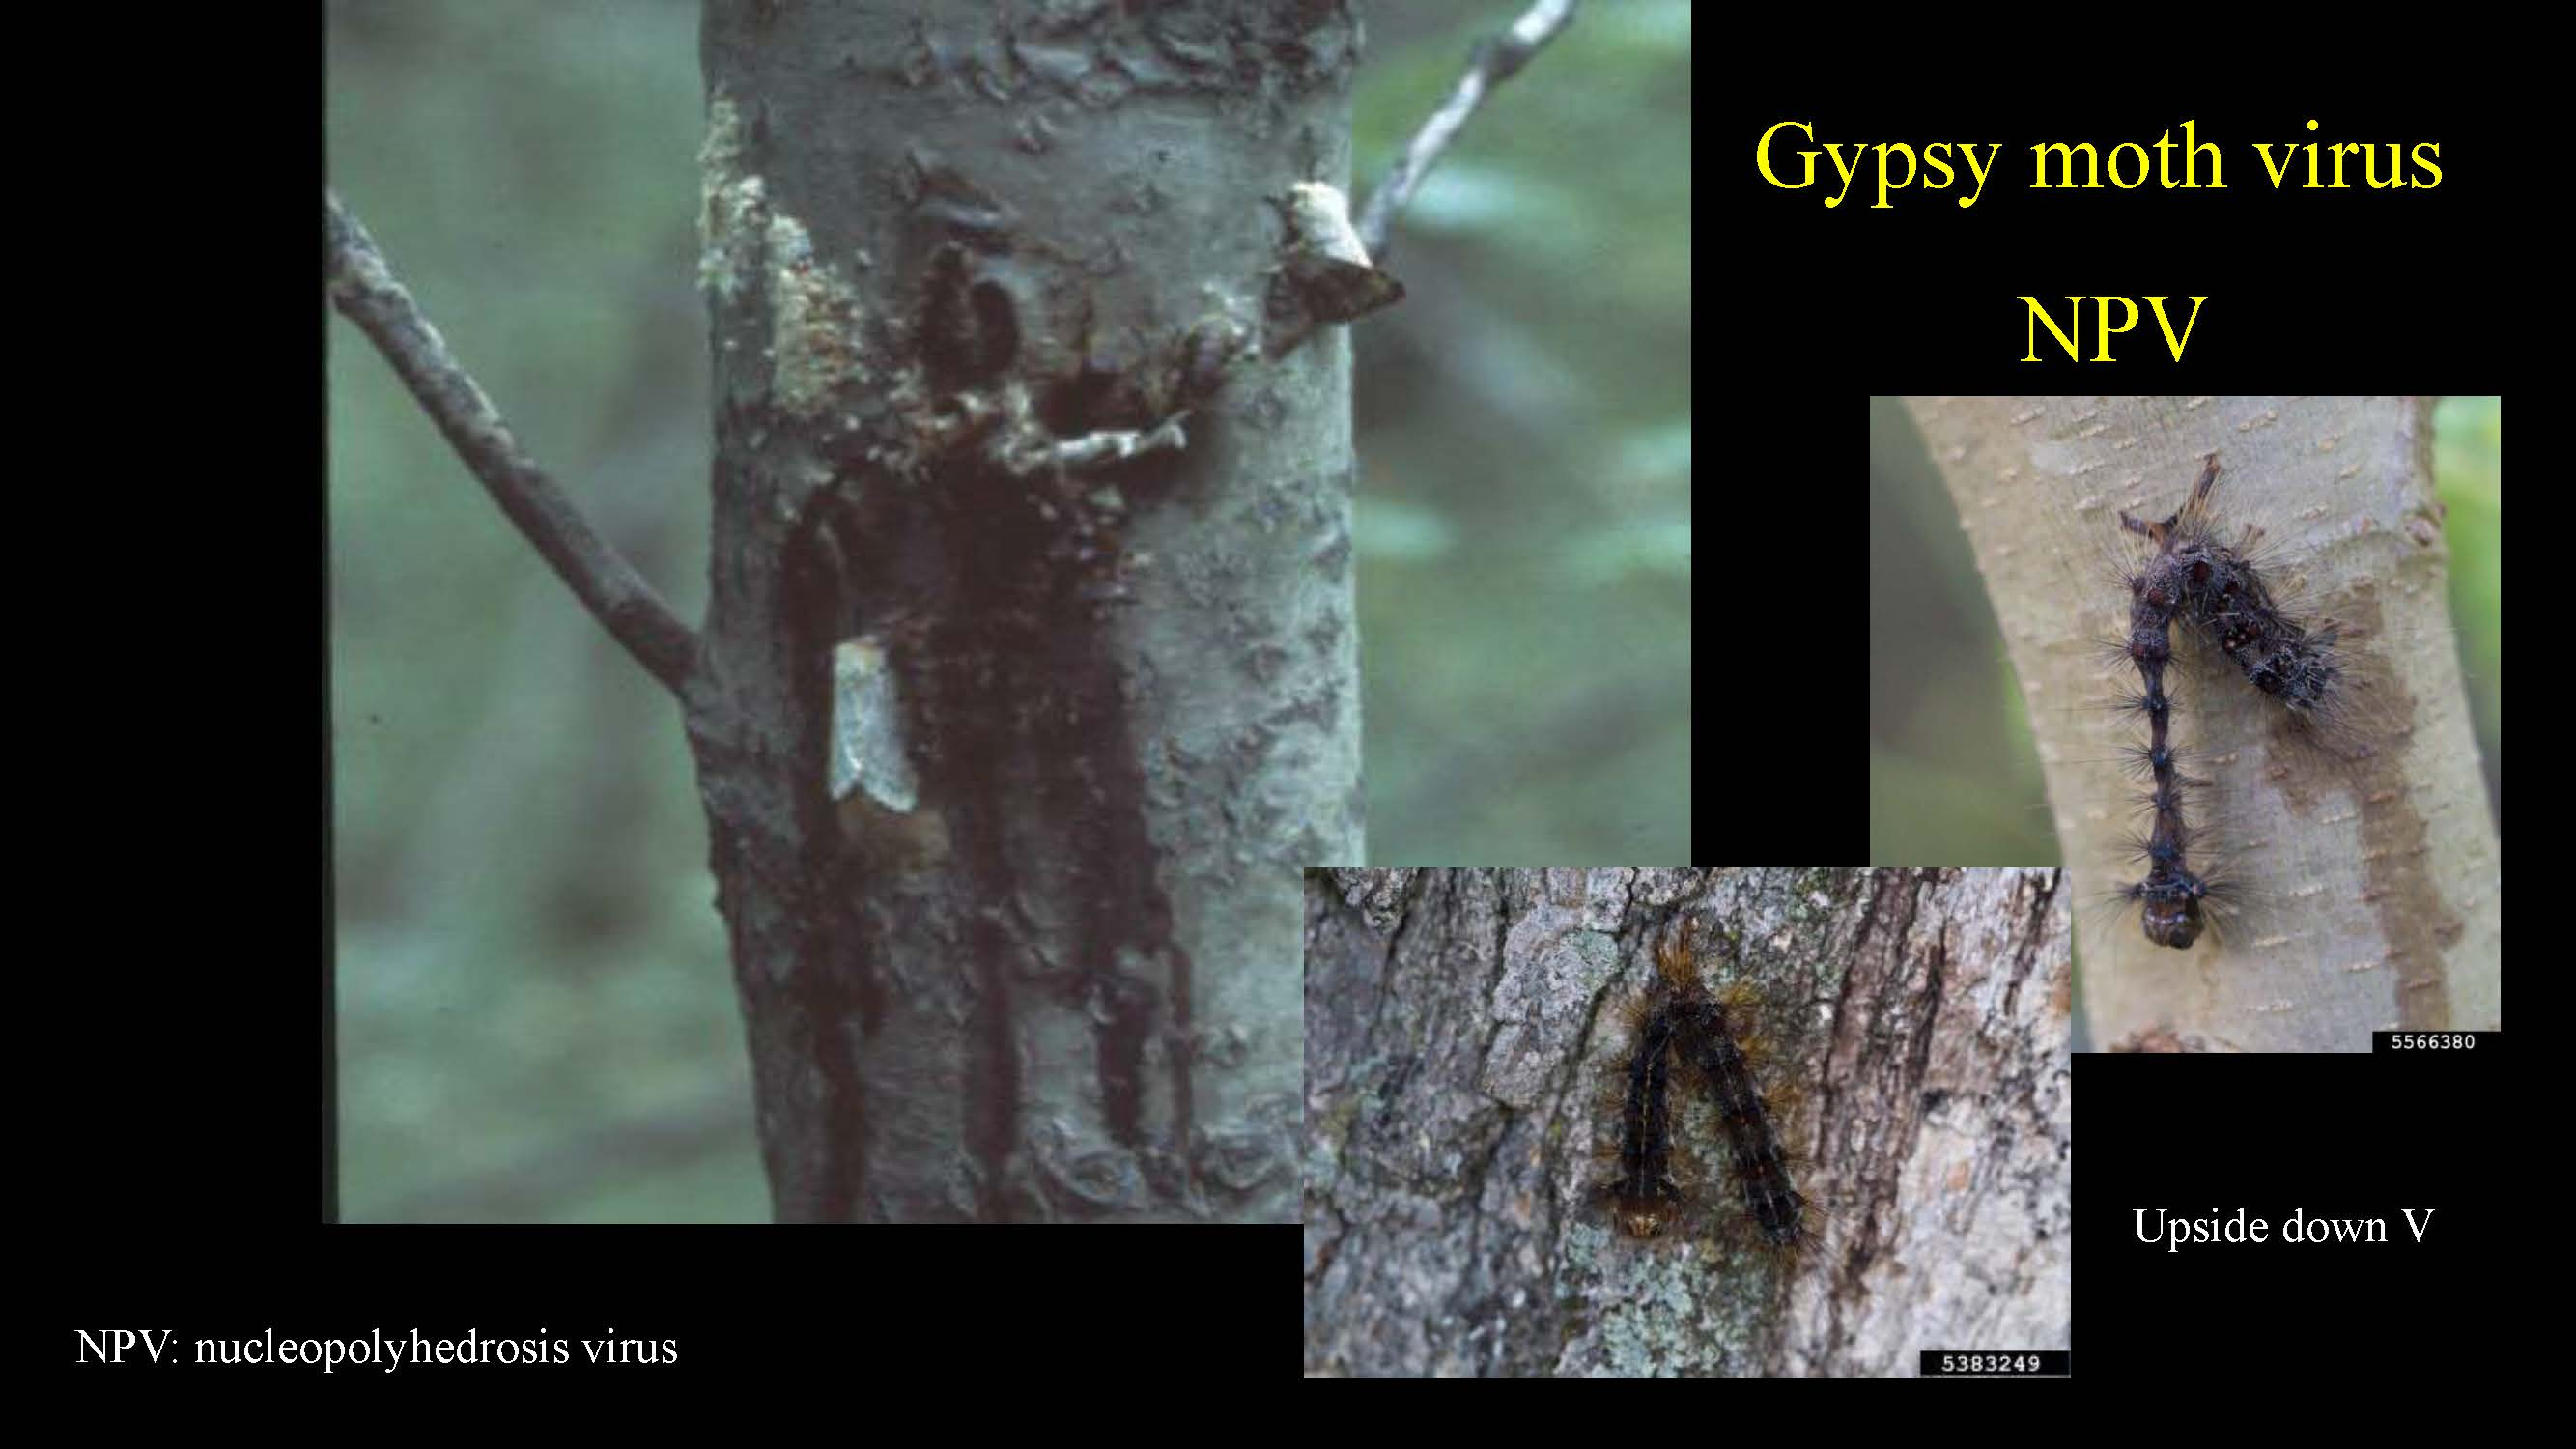 Gypsy moth virus
NPV
5566380
Upside down V
NPV: nucleopolyhedrosis virus
5383249